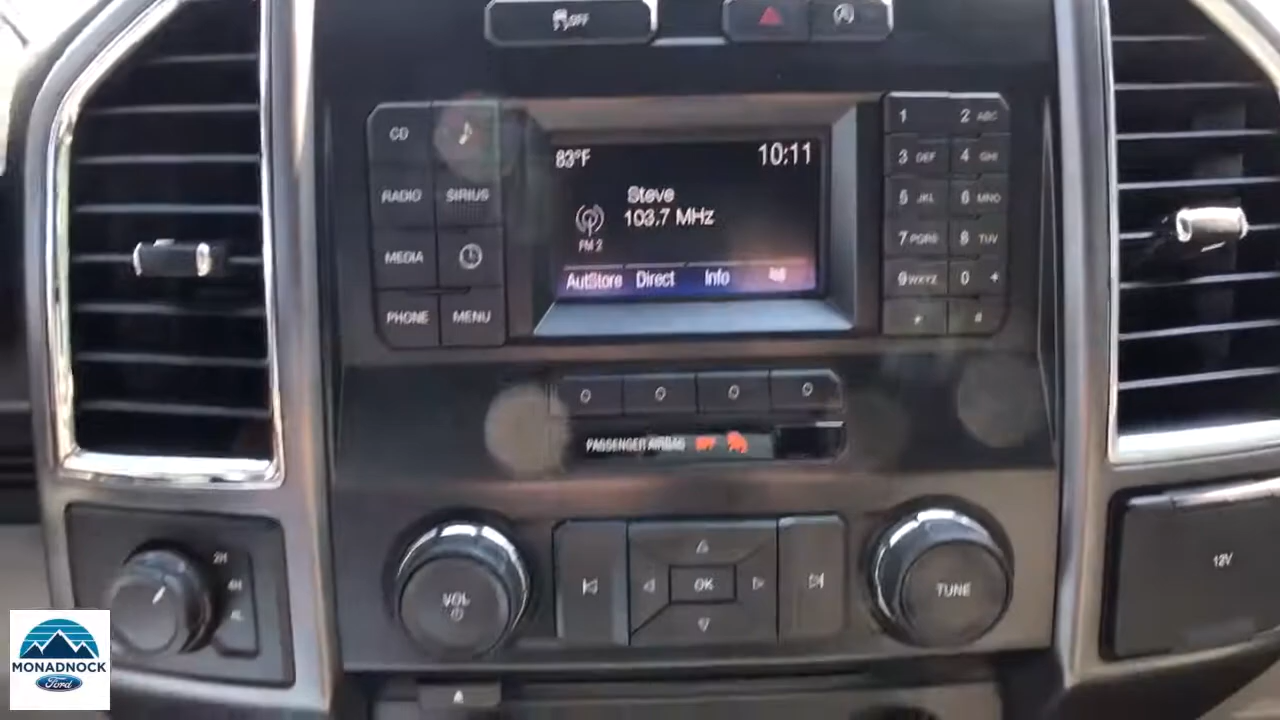 OFF
CD
RADIO
SIRIUS
MEDIA
PHONE
MENU
83°F
10:11
Steve
103.7 MHz
FM 2
AutStore Direct Info
1
2 ABC
3 DEF
4 GHI
5 JKL
6 MNO
7 PQRS
8 TUV
9 WXYZ
0 +
*
#
PASSENGER AIRBAG OFF
VOL
OK
TUNE
2H
4H
4L
12V
MONADNOCK
Ford